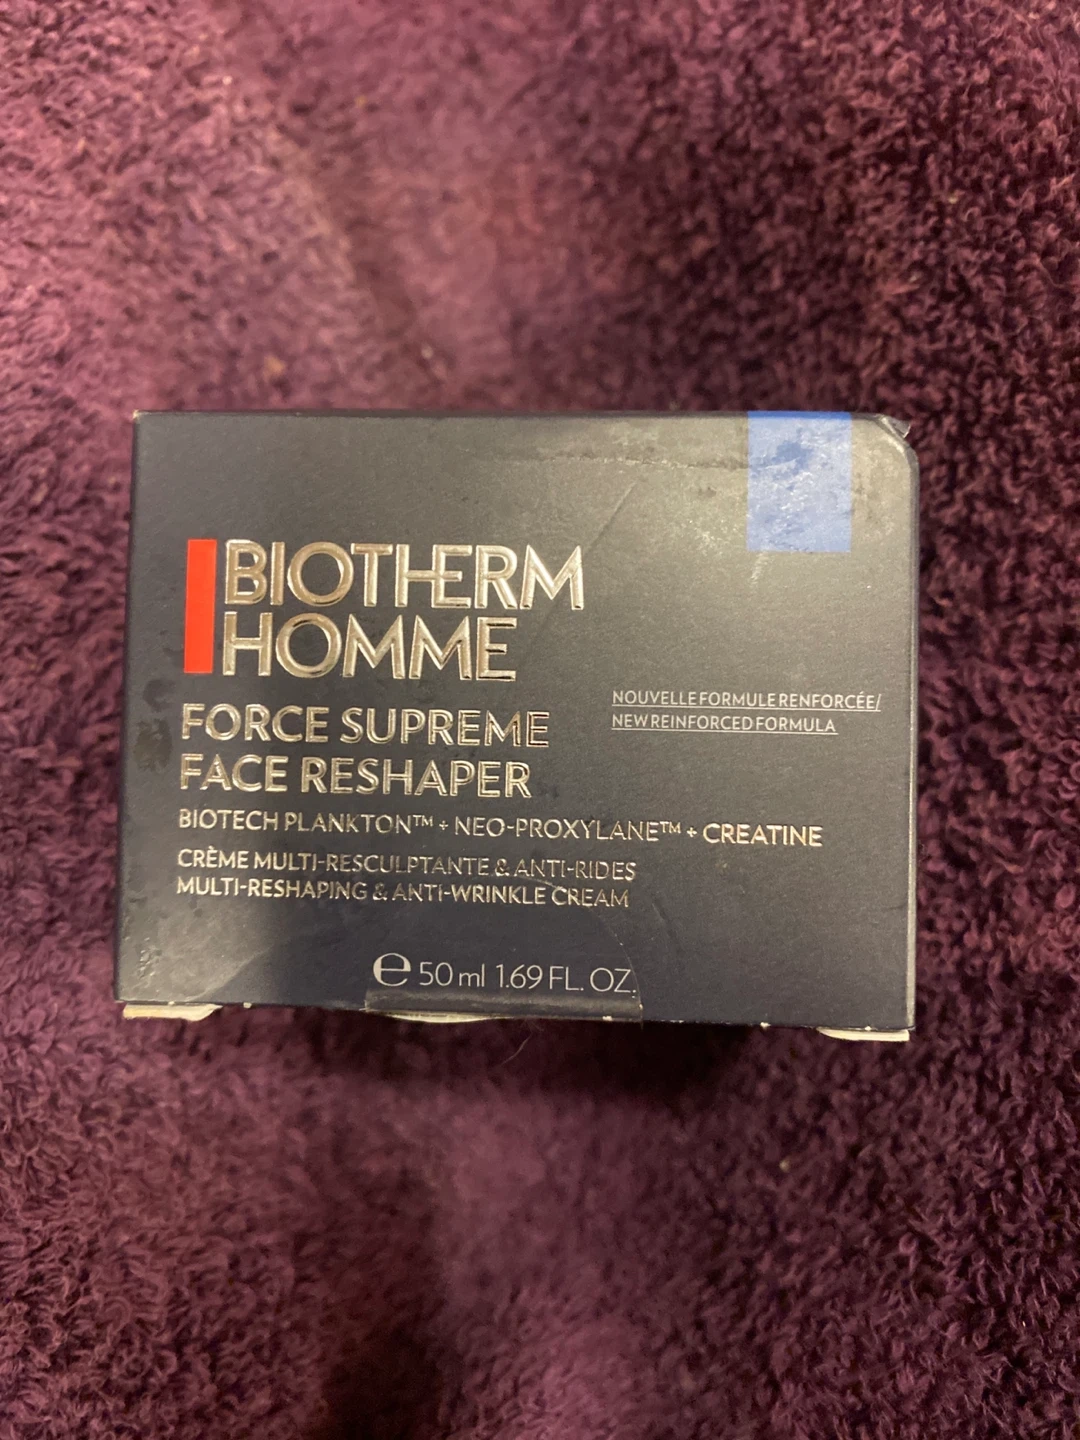 BIOTHERM
HOMME
FORCE SUPREME
FACE RESHAPER
NOUVELLE FORMULE RENFORCÉE/
NEW REINFORCED FORMULA
BIOTECH PLANKTON™ + NEO-PROXYLANE™ + CREATINE
CRÈME MULTI-RESCULPTANTE & ANTI-RIDES
MULTI-RESHAPING & ANTI-WRINKLE CREAM
℮ 50 ml 1.69 FL. OZ.